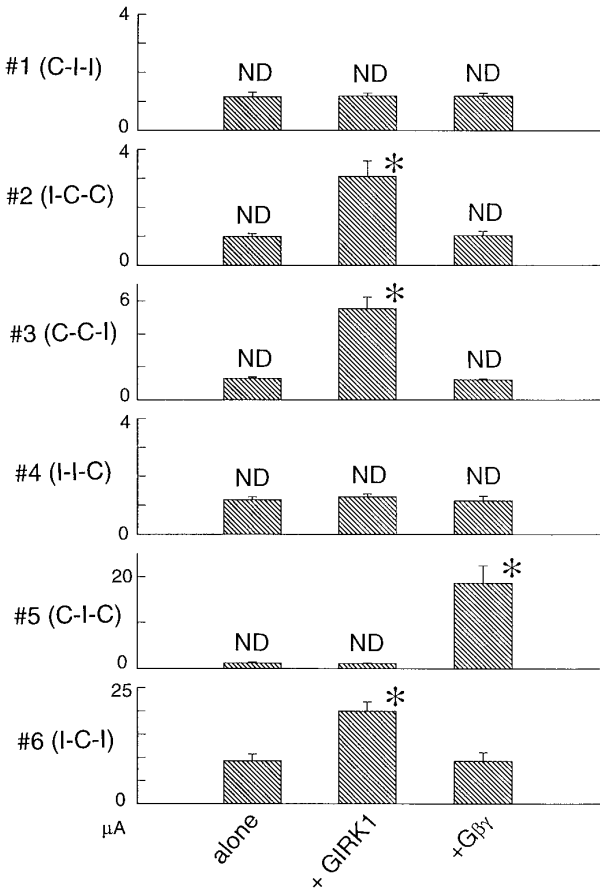 4
#1 (C-I-I)
ND ND ND
0
4
#2 (I-C-C)
ND * ND
0
6
#3 (C-C-I)
ND * ND
0
4
#4 (I-I-C)
ND ND ND
0
20
#5 (C-I-C)
ND ND *
0
25
#6 (I-C-I)
*
0
μA
alone + GIRK1 +Gβγ